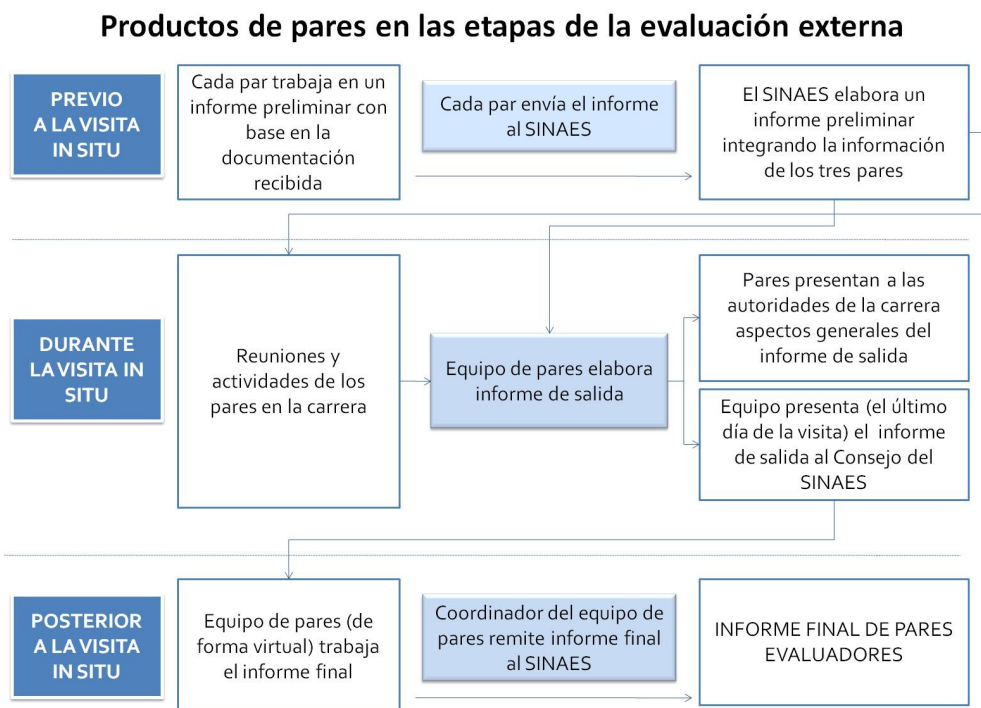 Productos de pares en las etapas de la evaluación externa
PREVIO
A LA VISITA
IN SITU
Cada par trabaja en un
informe preliminar con
base en la
documentación
recibida
Cada par envía el informe
al SINAES
El SINAES elabora un
informe preliminar
integrando la información
de los tres pares
DURANTE
LA VISITA IN
SITU
Reuniones y
actividades de los
pares en la carrera
Equipo de pares elabora
informe de salida
Pares presentan a las
autoridades de la carrera
aspectos generales del
informe de salida
Equipo presenta (el último
día de la visita) el informe
de salida al Consejo del
SINAES
POSTERIOR
A LA VISITA
IN SITU
Equipo de pares (de
forma virtual) trabaja
el informe final
Coordinador del equipo de
pares remite informe final
al SINAES
INFORME FINAL DE PARES
EVALUADORES